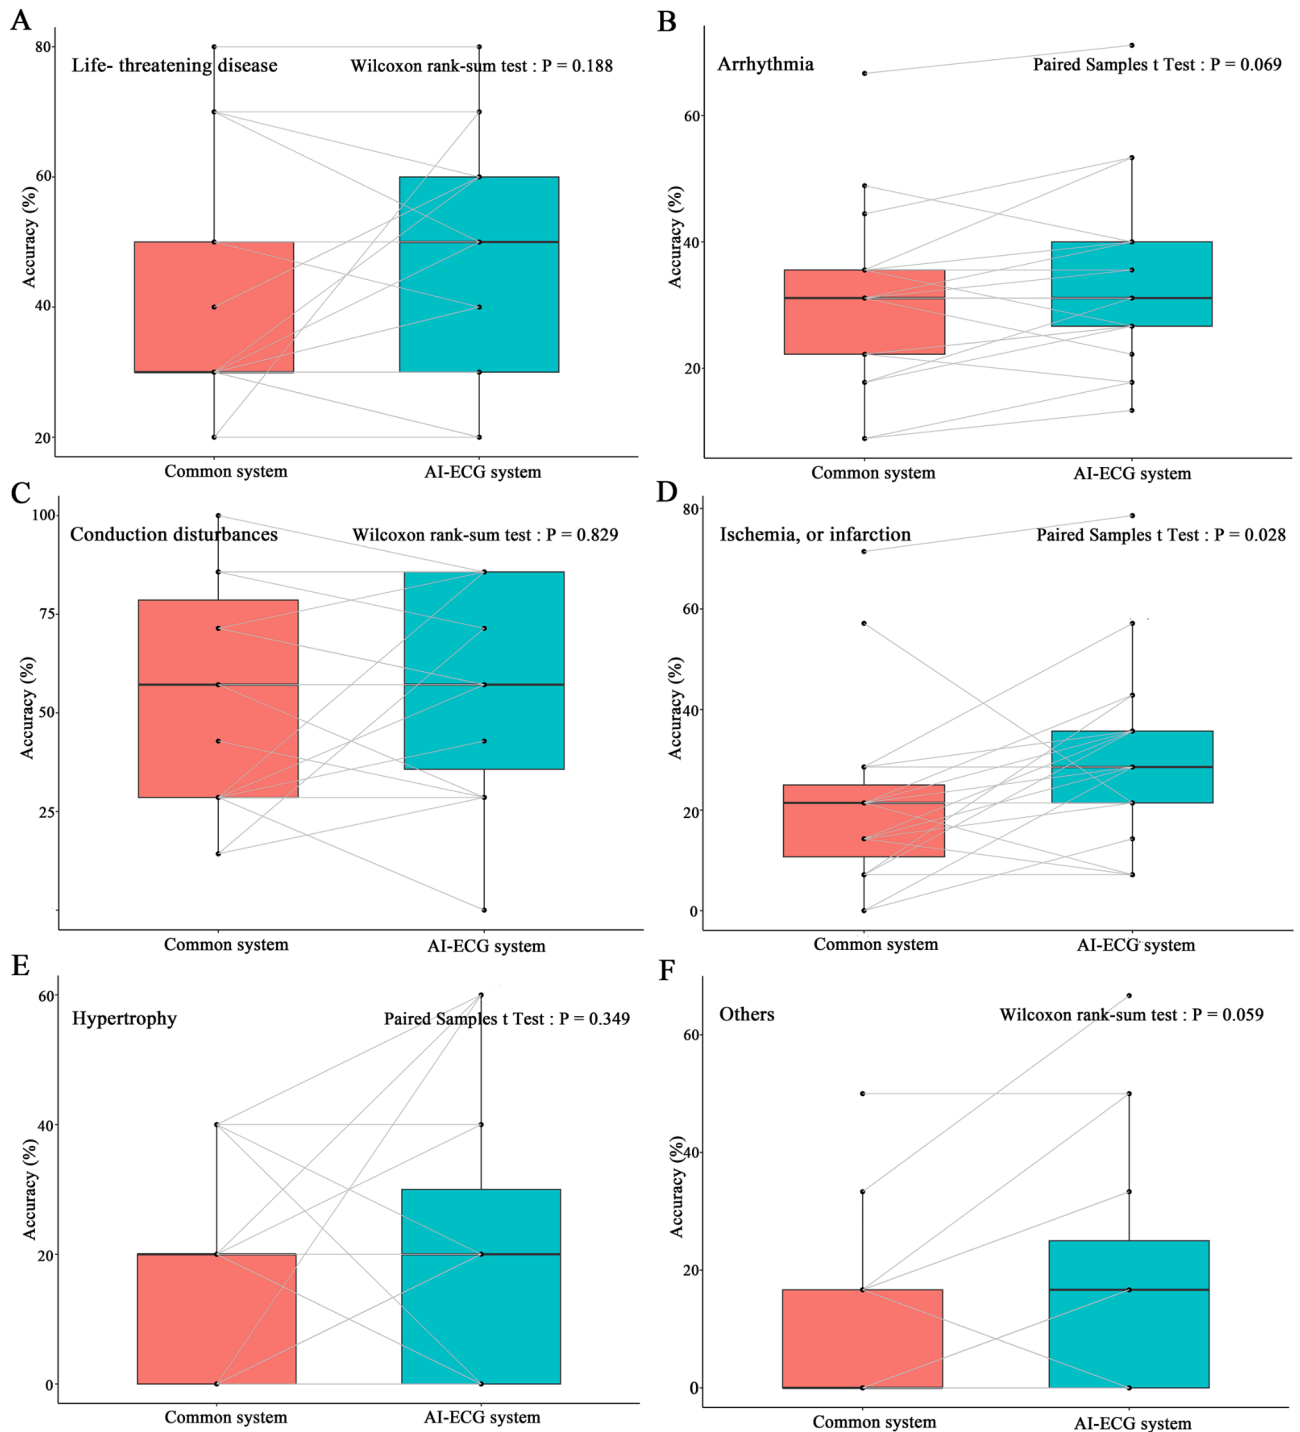 A
Life- threatening disease
Wilcoxon rank-sum test : P = 0.188
Accuracy (%)
80
60
40
20
Common system
AI-ECG system
B
Arrhythmia
Paired Samples t Test : P = 0.069
Accuracy (%)
60
40
20
Common system
AI-ECG system
C
Conduction disturbances
Wilcoxon rank-sum test : P = 0.829
Accuracy (%)
100
75
50
25
Common system
AI-ECG system
D
Ischemia, or infarction
Paired Samples t Test : P = 0.028
Accuracy (%)
80
60
40
20
0
Common system
AI-ECG system
E
Hypertrophy
Paired Samples t Test : P = 0.349
Accuracy (%)
60
40
20
0
Common system
AI-ECG system
F
Others
Wilcoxon rank-sum test : P = 0.059
Accuracy (%)
60
40
20
0
Common system
AI-ECG system